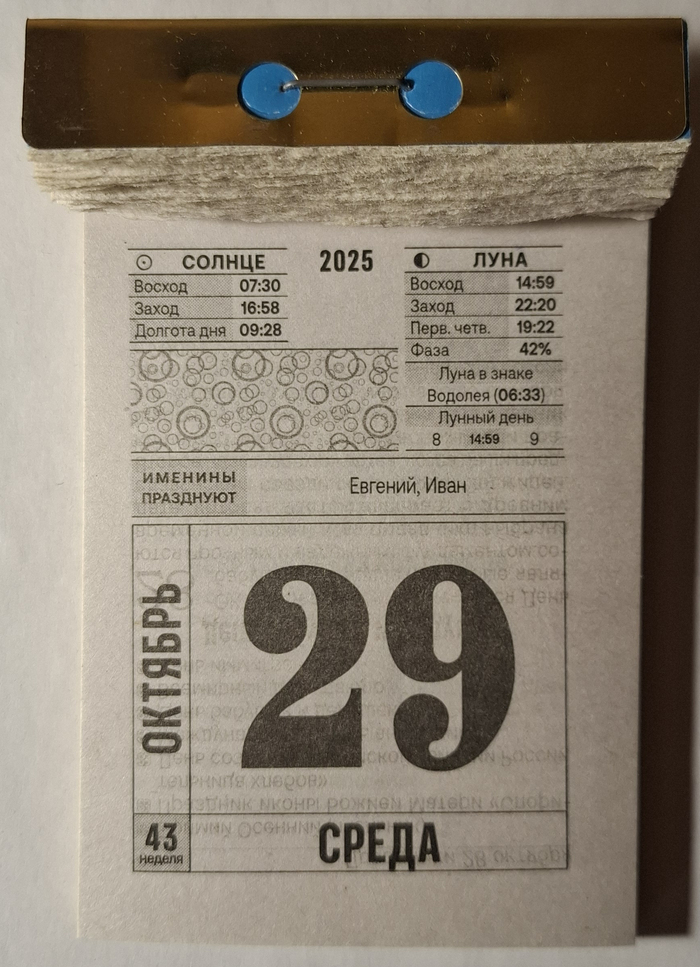 СОЛНЦЕ
Восход 07:30
Заход 16:58
Долгота дня 09:28
2025
ЛУНА
Восход 14:59
Заход 22:20
Перв. четв. 19:22
Фаза 42%
Луна в знаке
Водолея (06:33)
Лунный день
8 14:59 9
ИМЕНИНЫ
ПРАЗДНУЮТ
Евгений, Иван
ОКТЯБРЬ
29
43
неделя
СРЕДА